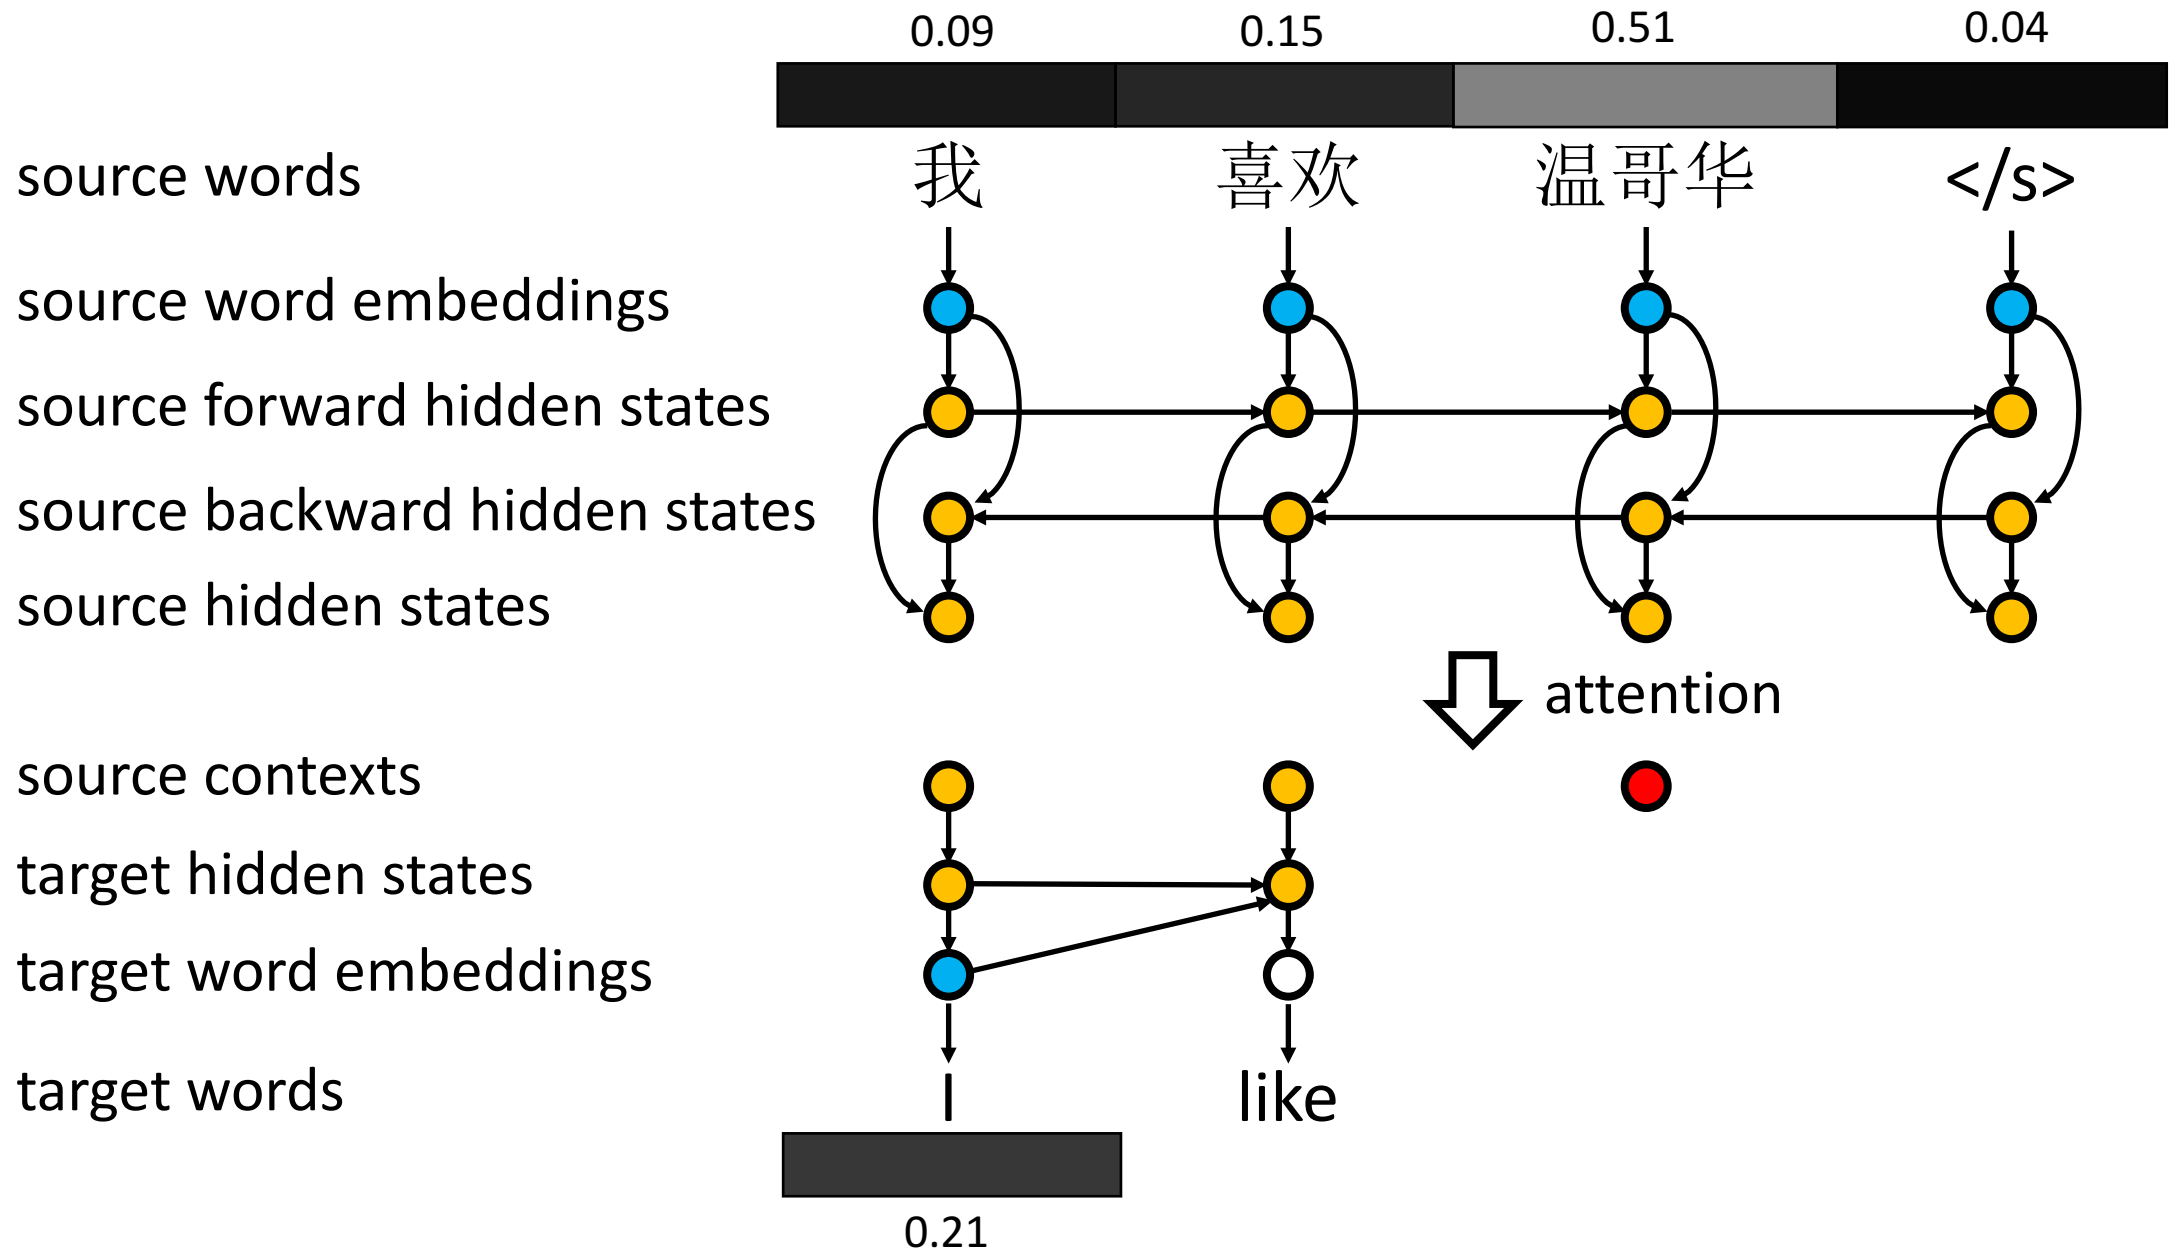 0.09 0.15 0.51 0.04
source words 我 喜欢 温哥华 </s>
source word embeddings
source forward hidden states
source backward hidden states
source hidden states
attention
source contexts
target hidden states
target word embeddings
target words I like
0.21